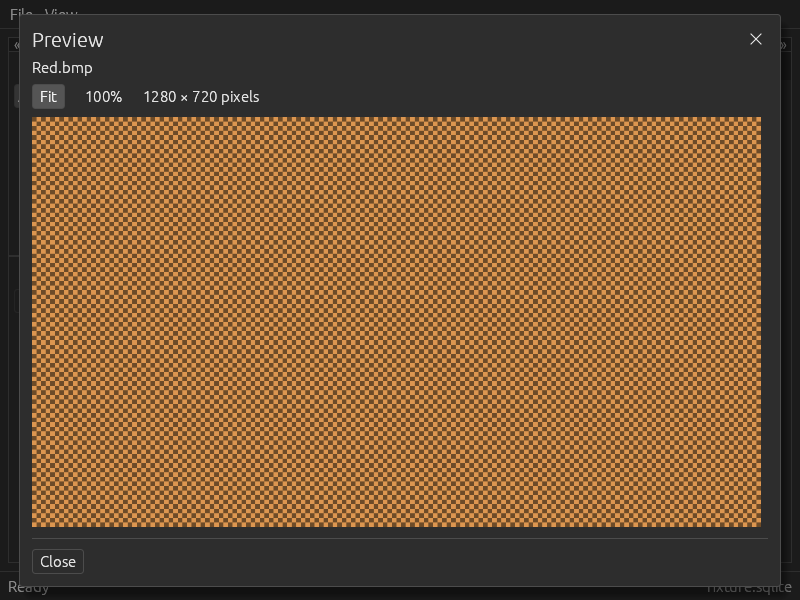 File View
Preview
Red.bmp
Fit 100% 1280 × 720 pixels
Close
Ready
fixture.sqlite